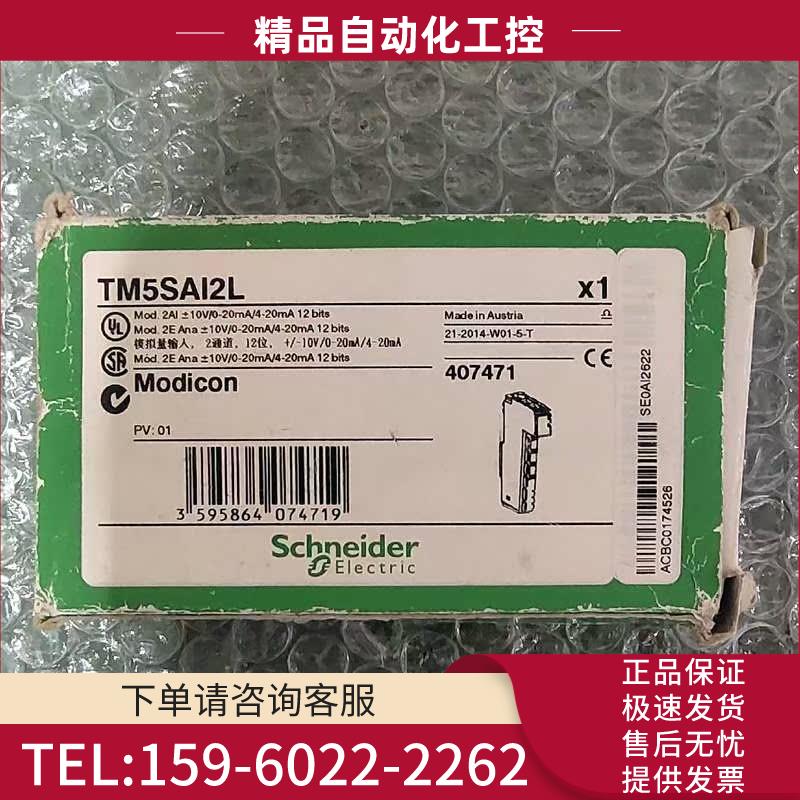 精品自动化工控
TM5SAI2L
x1
Mod. 2AI ±10V/0-20mA/4-20mA 12 bits
Mod. 2E Ana ±10V/0-20mA/4-20mA 12 bits
模拟量输入, 2通道, 12位, +/-10V/0-20mA/4-20mA
Mód. 2E Ana ±10V/0-20mA/4-20mA 12 bits
UL
SA
Made in Austria
21-2014-W01-5-T
CE
407471
Modicon
PV: 01
3 595864 074719
Schneider
Electric
SE0AI2622
ACBC0174526
下单请咨询客服
TEL:159-6022-2262
正品保证
极速发货
售后无忧
提供发票